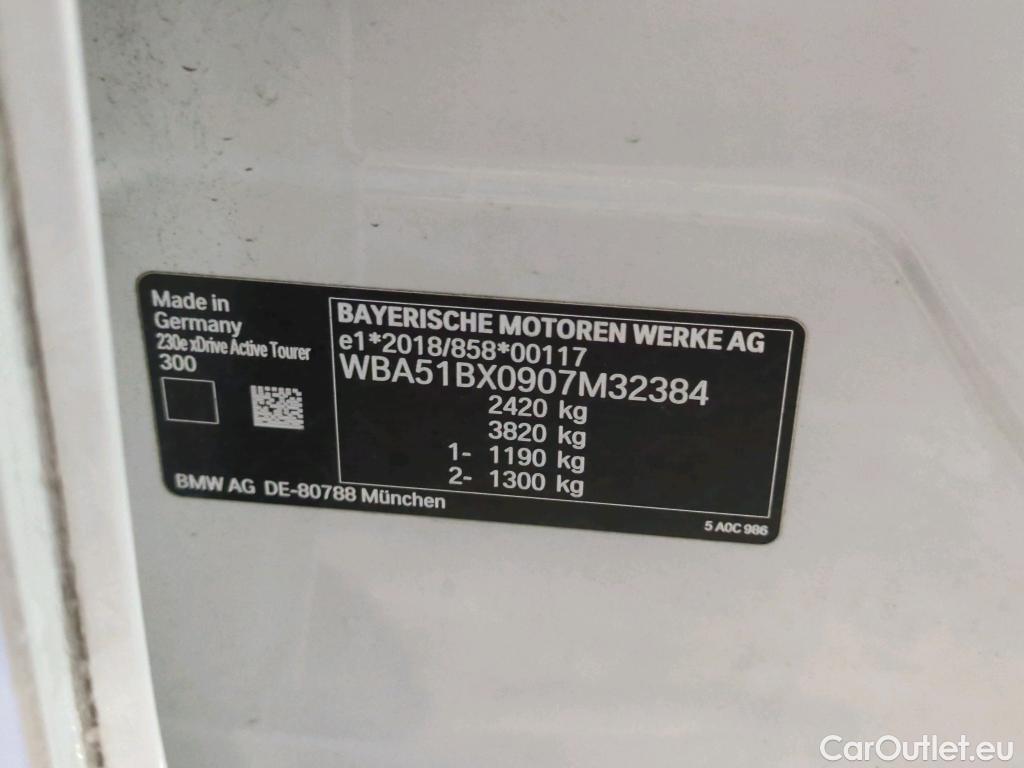 Made in
Germany
230e xDrive Active Tourer
300
BAYERISCHE MOTOREN WERKE AG
e1*2018/858*00117
WBA51BX0907M32384
2420 kg
3820 kg
1- 1190 kg
2- 1300 kg
BMW AG DE-80788 München
5 A0C 986
CarOutlet.eu